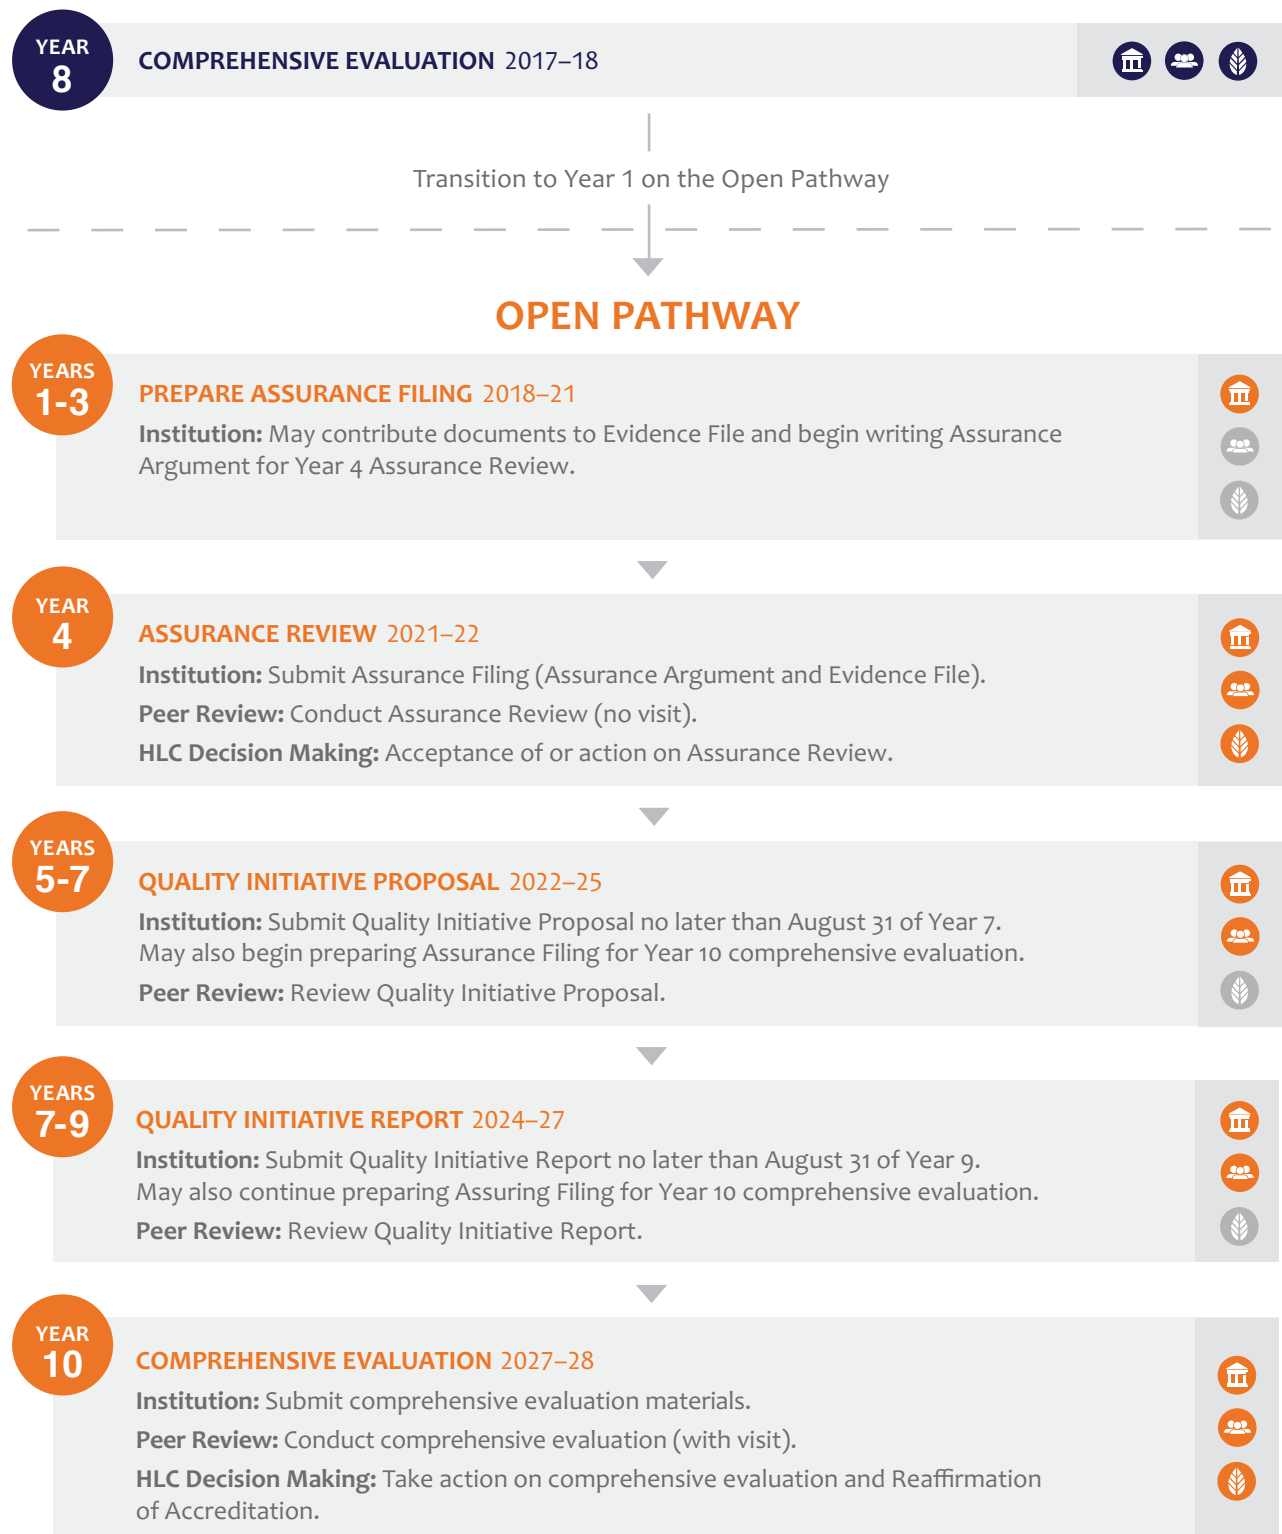 YEAR
8
COMPREHENSIVE EVALUATION 2017–18
Transition to Year 1 on the Open Pathway
OPEN PATHWAY
YEARS
1-3
PREPARE ASSURANCE FILING 2018–21
Institution: May contribute documents to Evidence File and begin writing Assurance
Argument for Year 4 Assurance Review.
YEAR
4
ASSURANCE REVIEW 2021–22
Institution: Submit Assurance Filing (Assurance Argument and Evidence File).
Peer Review: Conduct Assurance Review (no visit).
HLC Decision Making: Acceptance of or action on Assurance Review.
YEARS
5-7
QUALITY INITIATIVE PROPOSAL 2022–25
Institution: Submit Quality Initiative Proposal no later than August 31 of Year 7.
May also begin preparing Assurance Filing for Year 10 comprehensive evaluation.
Peer Review: Review Quality Initiative Proposal.
YEARS
7-9
QUALITY INITIATIVE REPORT 2024–27
Institution: Submit Quality Initiative Report no later than August 31 of Year 9.
May also continue preparing Assuring Filing for Year 10 comprehensive evaluation.
Peer Review: Review Quality Initiative Report.
YEAR
10
COMPREHENSIVE EVALUATION 2027–28
Institution: Submit comprehensive evaluation materials.
Peer Review: Conduct comprehensive evaluation (with visit).
HLC Decision Making: Take action on comprehensive evaluation and Reaffirmation
of Accreditation.